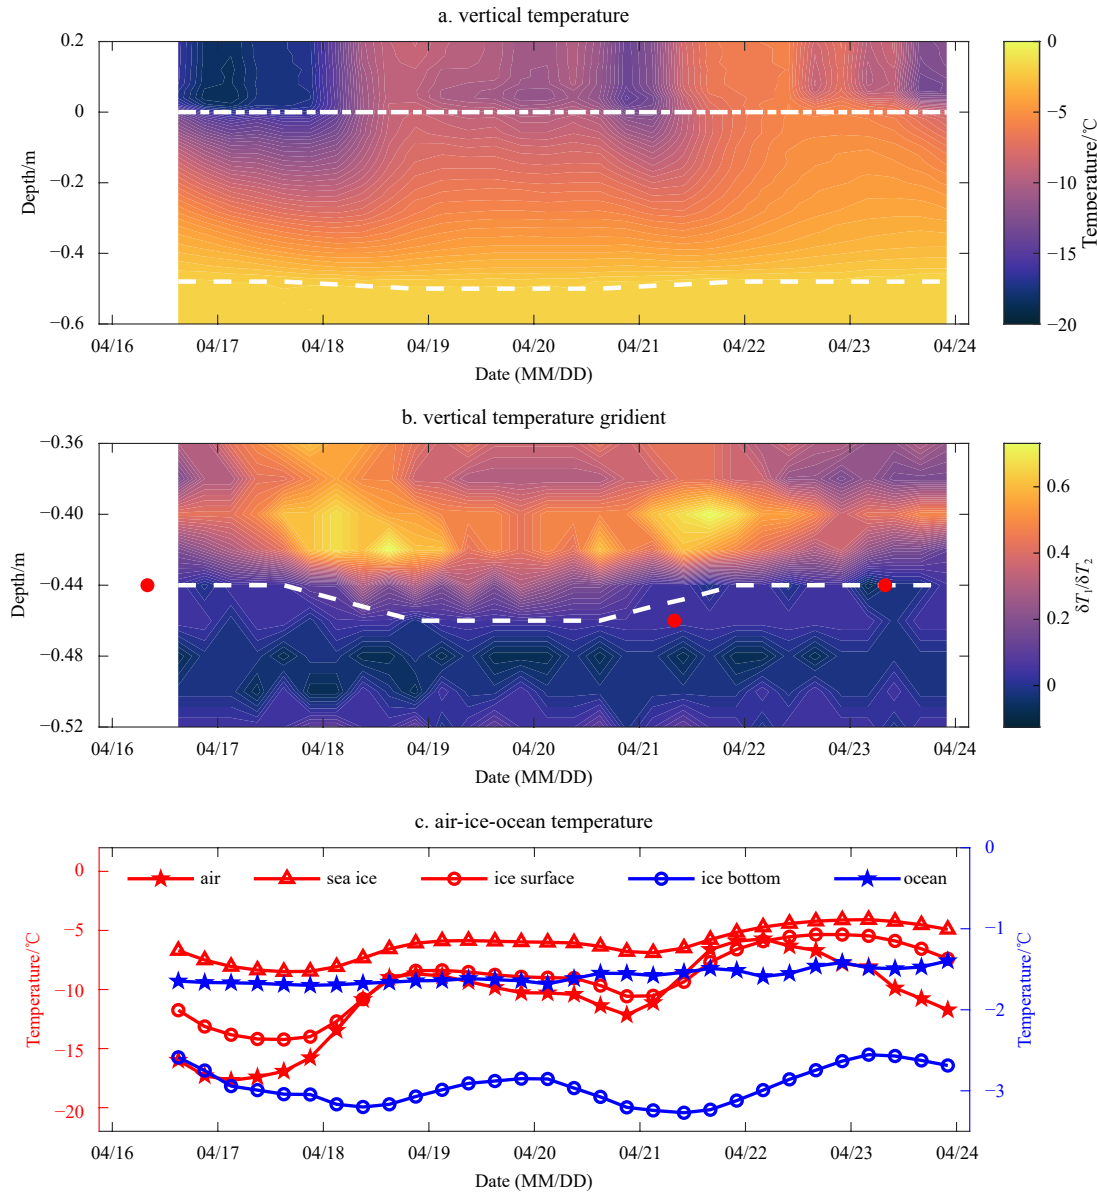 a. vertical temperature
0.2
0
−0.2
−0.4
−0.6
Depth/m
04/16 04/17 04/18 04/19 04/20 04/21 04/22 04/23 04/24
Date (MM/DD)
0
−5
−10
−15
−20
Temperature/℃
b. vertical temperature gridient
−0.36
−0.40
−0.44
−0.48
−0.52
Depth/m
04/16 04/17 04/18 04/19 04/20 04/21 04/22 04/23 04/24
Date (MM/DD)
0.6
0.4
0.2
0
δT₁/δT₂
c. air-ice-ocean temperature
air sea ice ice surface ice bottom ocean
0
−5
−10
−15
−20
Temperature/℃
0
−1
−2
−3
Temperature/℃
04/16 04/17 04/18 04/19 04/20 04/21 04/22 04/23 04/24
Date (MM/DD)